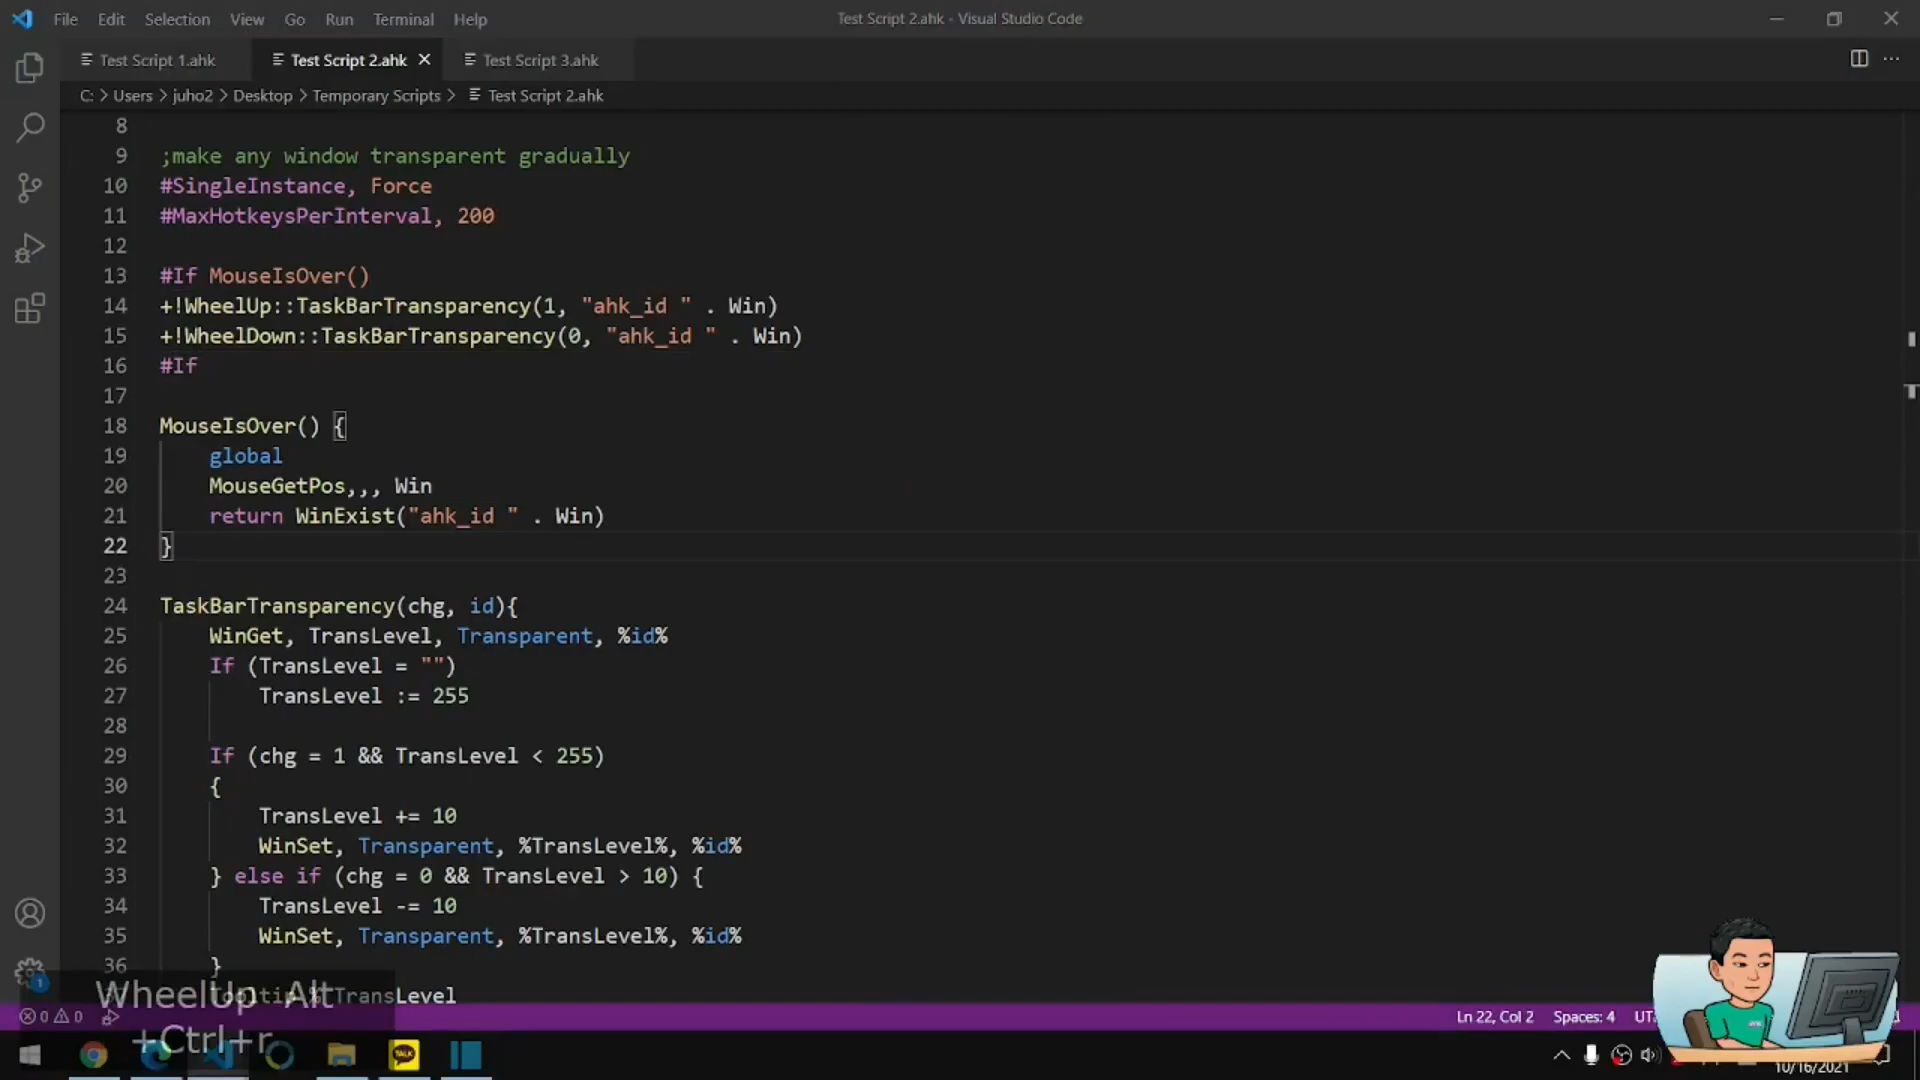 File Edit Selection View Go Run Terminal Help
Test Script 2.ahk - Visual Studio Code
Test Script 1.ahk
Test Script 2.ahk
Test Script 3.ahk
C: > Users > juho2 > Desktop > Temporary Scripts > Test Script 2.ahk
8
9 ;make any window transparent gradually
10 #SingleInstance, Force
11 #MaxHotkeysPerInterval, 200
12
13 #If MouseIsOver()
14 +!WheelUp::TaskBarTransparency(1, "ahk_id " . Win)
15 +!WheelDown::TaskBarTransparency(0, "ahk_id " . Win)
16 #If
17
18 MouseIsOver() {
19 global
20 MouseGetPos,,, Win
21 return WinExist("ahk_id " . Win)
22 }
23
24 TaskBarTransparency(chg, id){
25 WinGet, TransLevel, Transparent, %id%
26 If (TransLevel = "")
27 TransLevel := 255
28
29 If (chg = 1 && TransLevel < 255)
30 {
31 TransLevel += 10
32 WinSet, Transparent, %TransLevel%, %id%
33 } else if (chg = 0 && TransLevel > 10) {
34 TransLevel -= 10
35 WinSet, Transparent, %TransLevel%, %id%
36 }
TransLevel
WheelUp Alt
+Ctrl+r
0 0
Ln 22, Col 2 Spaces: 4
1
TALK
10/16/2021